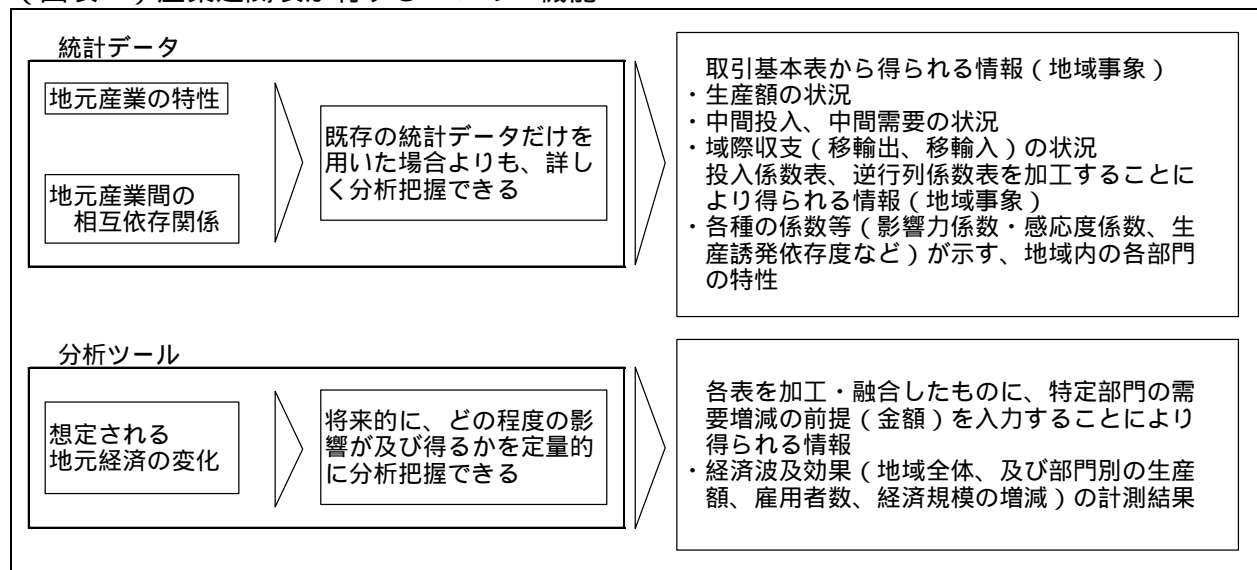 統計データ
地元産業の特性
地元産業間の
相互依存関係
既存の統計データだけを
用いた場合よりも、詳し
く分析把握できる
取引基本表から得られる情報(地域事象)
・生産額の状況
・中間投入、中間需要の状況
・域際収支(移輸出、移輸入)の状況
投入係数表、逆行列係数表を加工することに
より得られる情報(地域事象)
・各種の係数等(影響力係数・感応度係数、生
産誘発依存度など)が示す、地域内の各部門
の特性
分析ツール
想定される
地元経済の変化
将来的に、どの程度の影
響が及び得るかを定量的
に分析把握できる
各表を加工・融合したものに、特定部門の需
要増減の前提(金額)を入力することにより
得られる情報
・経済波及効果(地域全体、及び部門別の生産
額、雇用者数、経済規模の増減)の計測結果